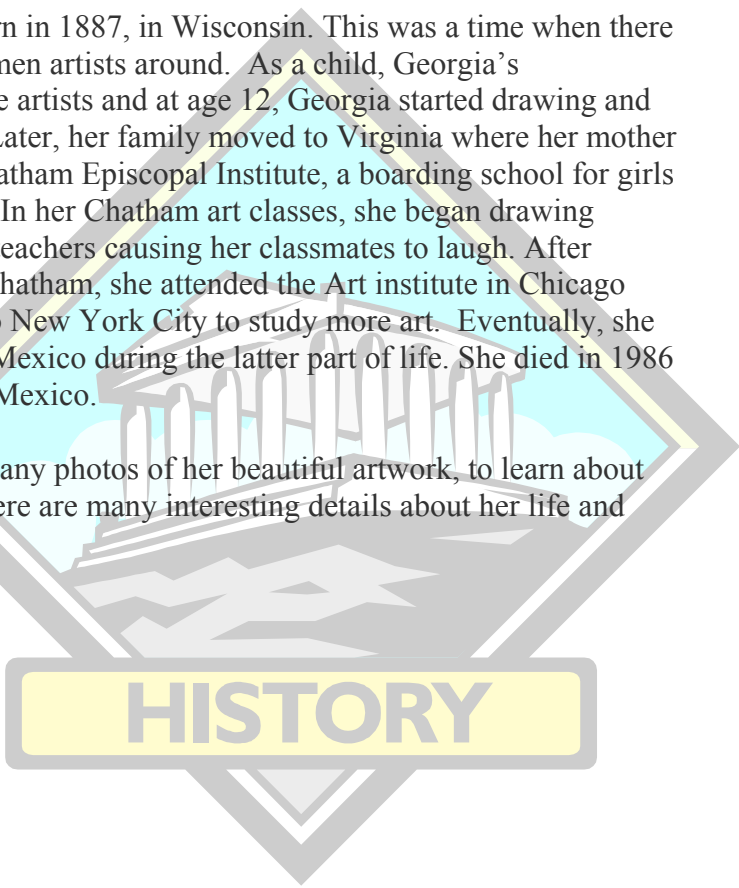 rn in 1887, in Wisconsin. This was a time when there
men artists around.  As a child, Georgia's
e artists and at age 12, Georgia started drawing and
Later, her family moved to Virginia where her mother
atham Episcopal Institute, a boarding school for girls
In her Chatham art classes, she began drawing
eachers causing her classmates to laugh. After
hatham, she attended the Art institute in Chicago
o New York City to study more art.  Eventually, she
Mexico during the latter part of life. She died in 1986
Mexico.
any photos of her beautiful artwork, to learn about
ere are many interesting details about her life and
HISTORY